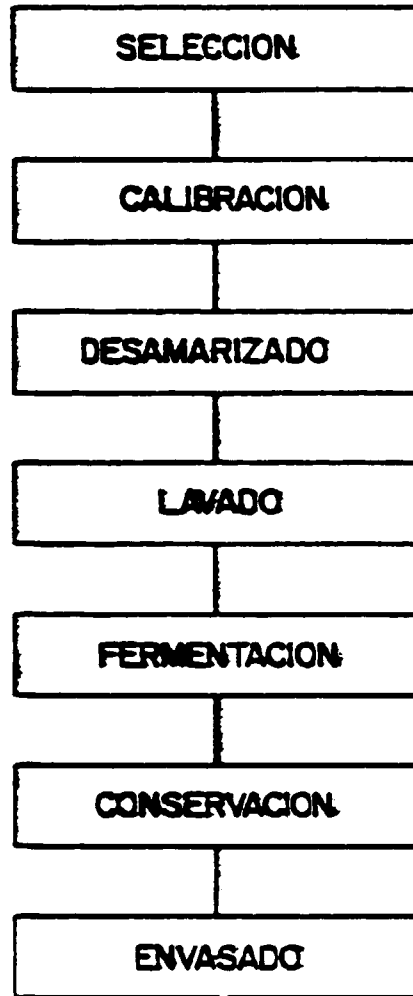 SELECCION
CALIBRACION
DESAMARIZADO
LAVADO
FERMENTACION
CONSERVACION
ENVASADO